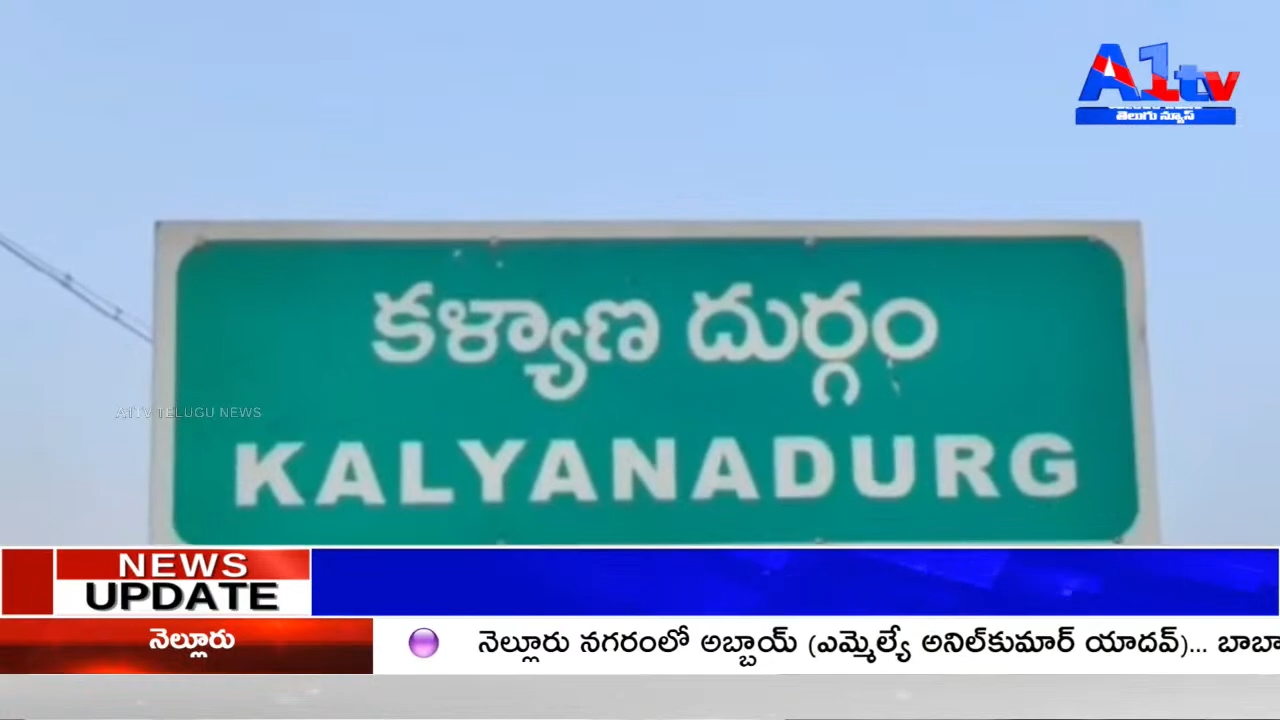 A1tv
తెలుగు న్యూస్
కళ్యాణ దుర్గం
A1TV TELUGU NEWS
KALYANADURG
NEWS
UPDATE
నెల్లూరు
నెల్లూరు నగరంలో అబ్బాయ్ (ఎమ్మెల్యే అనిల్‌కుమార్ యాదవ్)... బాబా